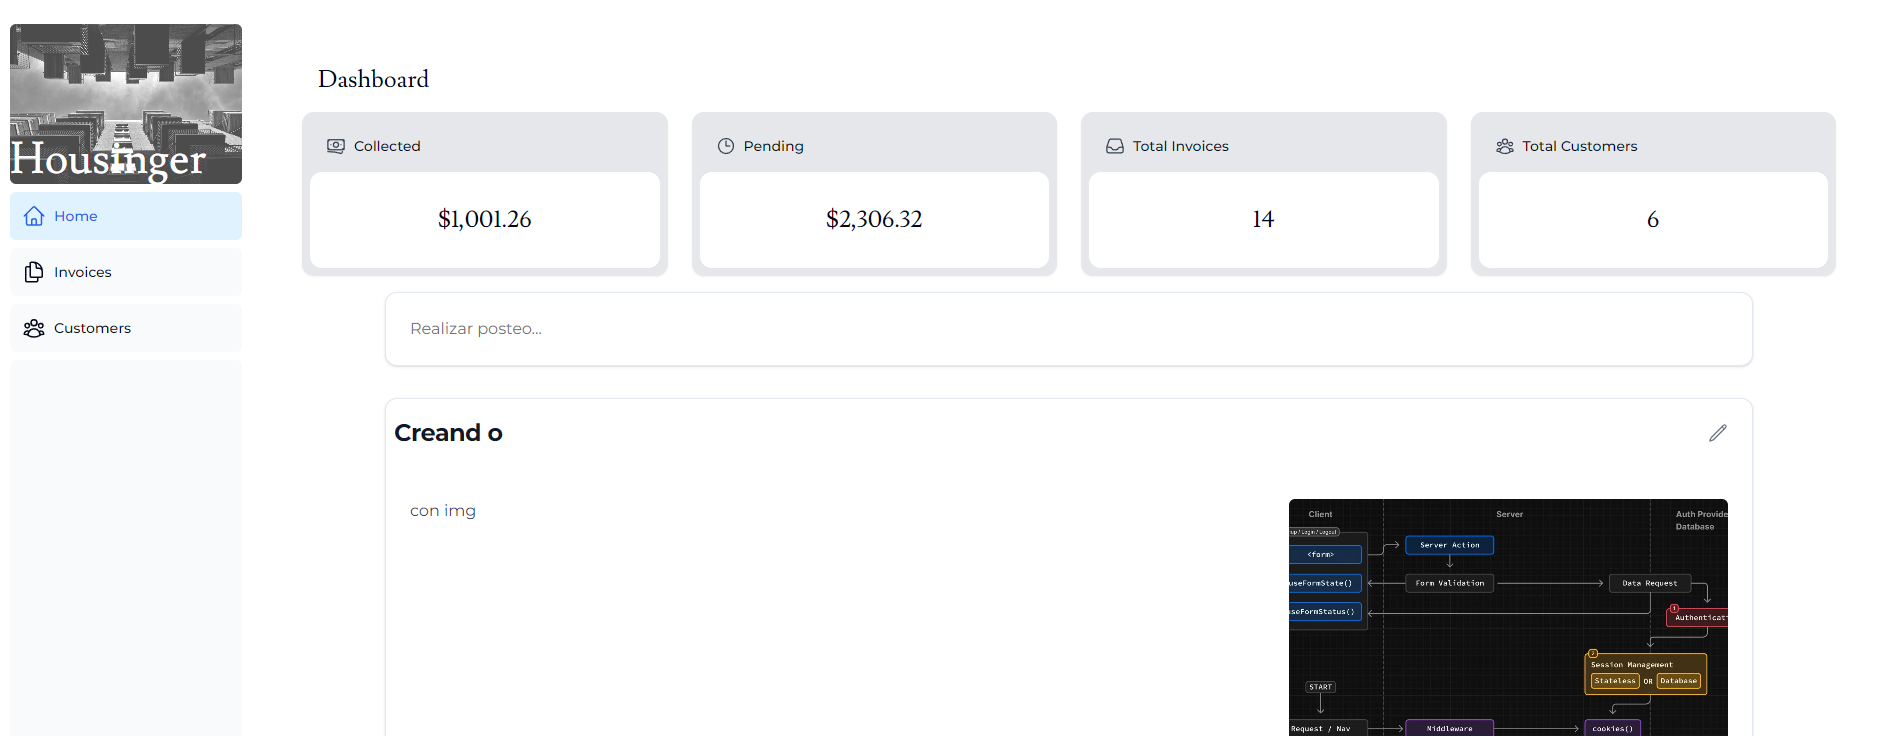 Housinger
Home
Invoices
Customers
Dashboard
Collected
$1,001.26
Pending
$2,306.32
Total Invoices
14
Total Customers
6
Realizar posteo...
Creand o
con img
Client
Server
Auth Provide
Database
up / Login / Logout
<form>
useFormState()
useFormStatus()
Server Action
Form Validation
Data Request
1
Authenticati
2
Session Management
Stateless OR Database
START
Request / Nav
Middleware
cookies()